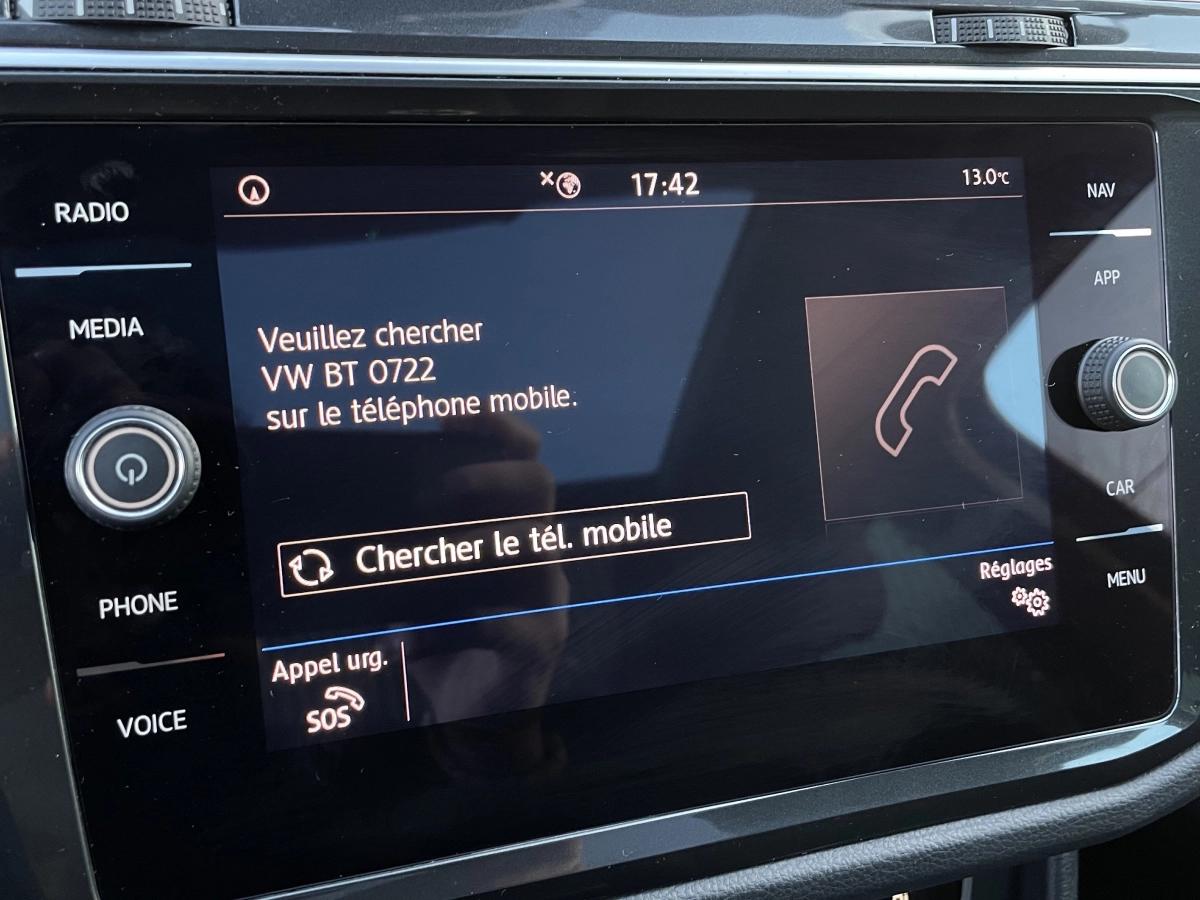 17:42
13.0°C
RADIO
MEDIA
PHONE
VOICE
Veuillez chercher
VW BT 0722
sur le téléphone mobile.
Chercher le tél. mobile
Réglages
Appel urg.
SOS
NAV
APP
CAR
MENU